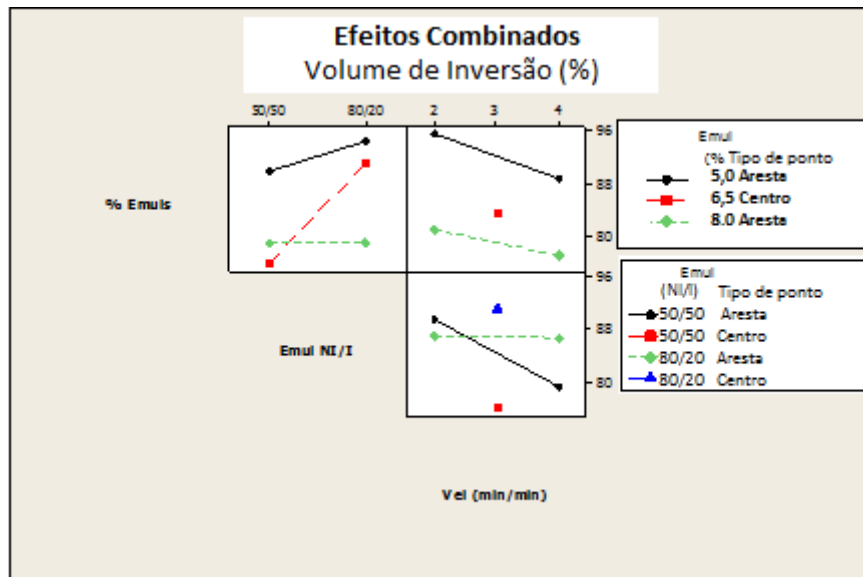 Efeitos Combinados
Volume de Inversão (%)
50/50 80/20 2 3 4
96
88
80
% Emuls
Emul
(% Tipo de ponto
5,0 Aresta
6,5 Centro
8.0 Aresta
96
88
80
Emul NI/I
Emul
(NI/I) Tipo de ponto
50/50 Aresta
50/50 Centro
80/20 Aresta
80/20 Centro
Vel (min/min)